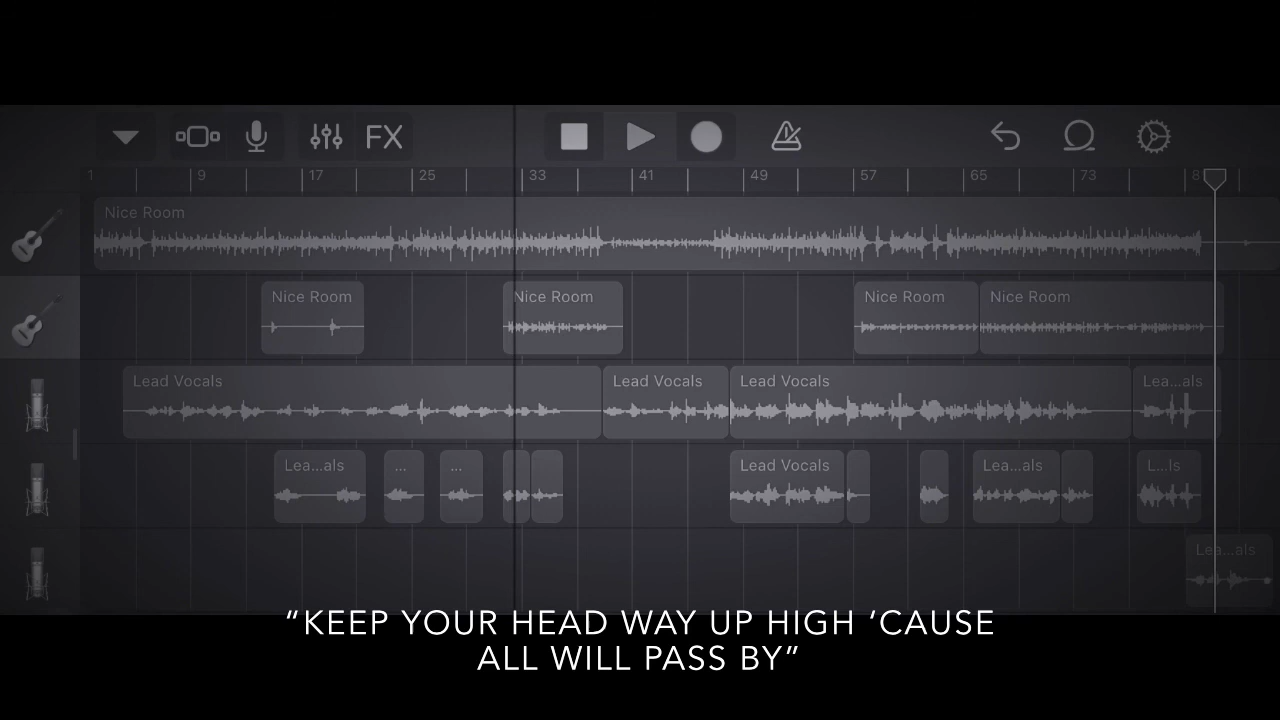 FX
1 9 17 25 33 41 49 57 65 73 8
Nice Room
Nice Room Nice Room Nice Room Nice Room
Lead Vocals Lead Vocals Lead Vocals Lea...als
Lea...als ... ... Lead Vocals Lea...als L...ls
Lea...als
“KEEP YOUR HEAD WAY UP HIGH ‘CAUSE
ALL WILL PASS BY”